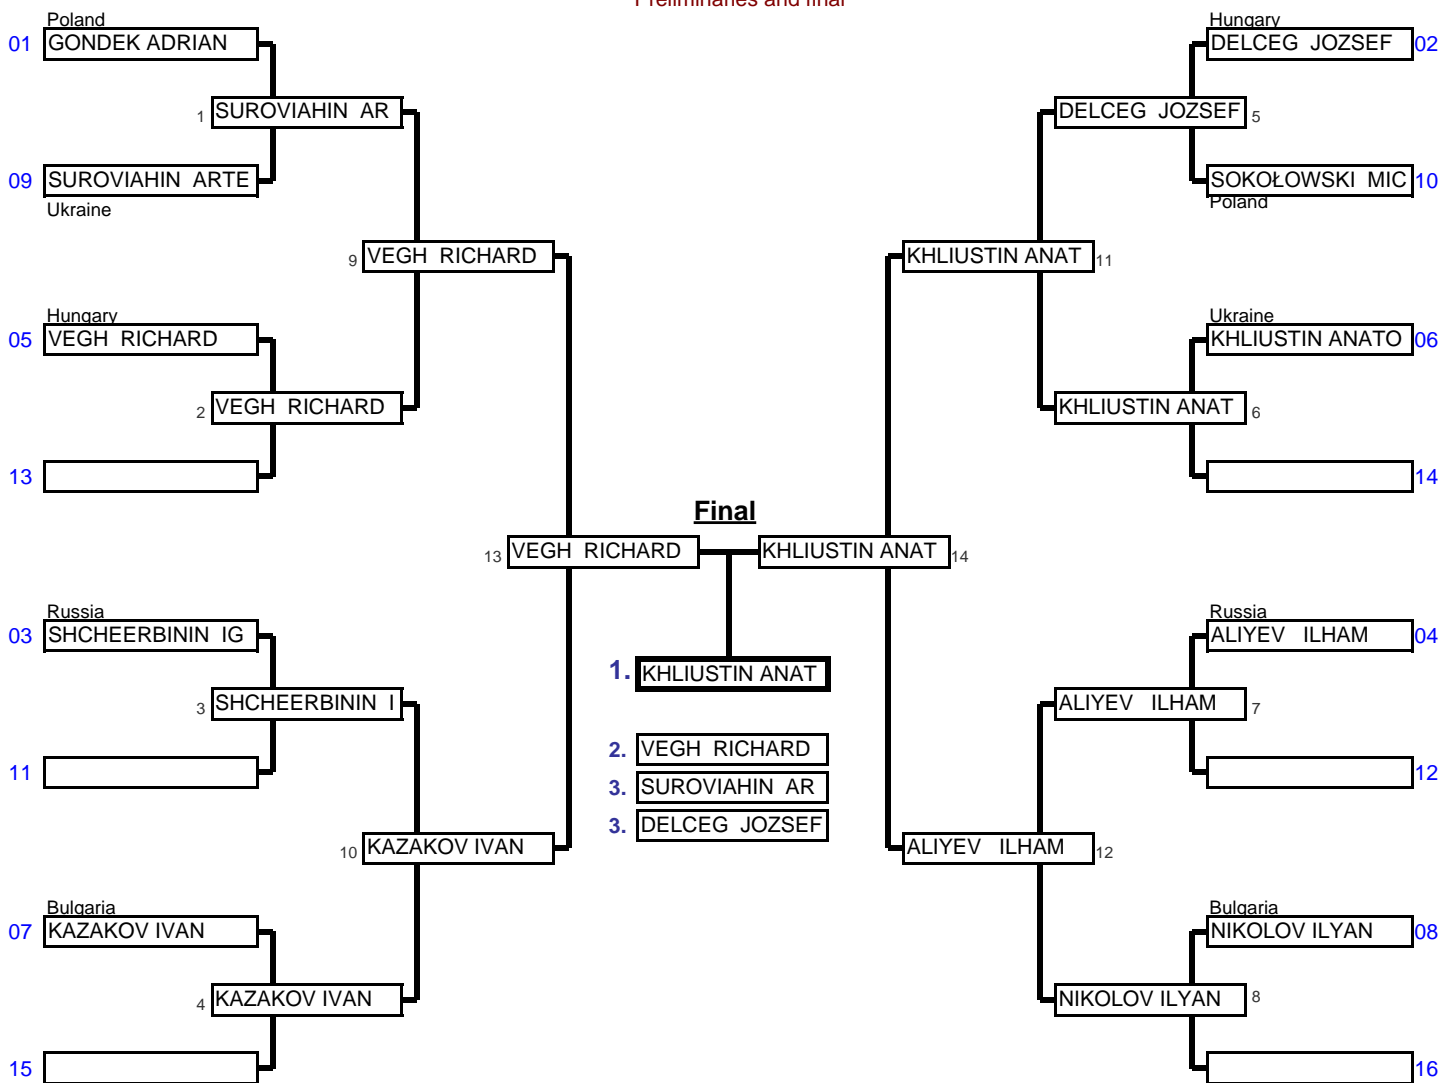 Preliminaries and final
Poland
01 GONDEK ADRIAN
Hungary
DELCEG JOZSEF 02
1 SUROVIAHIN AR
DELCEG JOZSEF 5
09 SUROVIAHIN ARTE
Ukraine
SOKOŁOWSKI MIC 10
Poland
9 VEGH RICHARD
KHLIUSTIN ANAT 11
Hungary
05 VEGH RICHARD
Ukraine
KHLIUSTIN ANATO 06
2 VEGH RICHARD
KHLIUSTIN ANAT 6
13
14
Final
13 VEGH RICHARD
KHLIUSTIN ANAT 14
Russia
03 SHCHEERBININ IG
Russia
ALIYEV ILHAM 04
1. KHLIUSTIN ANAT
3 SHCHEERBININ I
ALIYEV ILHAM 7
2. VEGH RICHARD
11
12
3. SUROVIAHIN AR
3. DELCEG JOZSEF
10 KAZAKOV IVAN
ALIYEV ILHAM 12
Bulgaria
07 KAZAKOV IVAN
Bulgaria
NIKOLOV ILYAN 08
4 KAZAKOV IVAN
NIKOLOV ILYAN 8
15
16